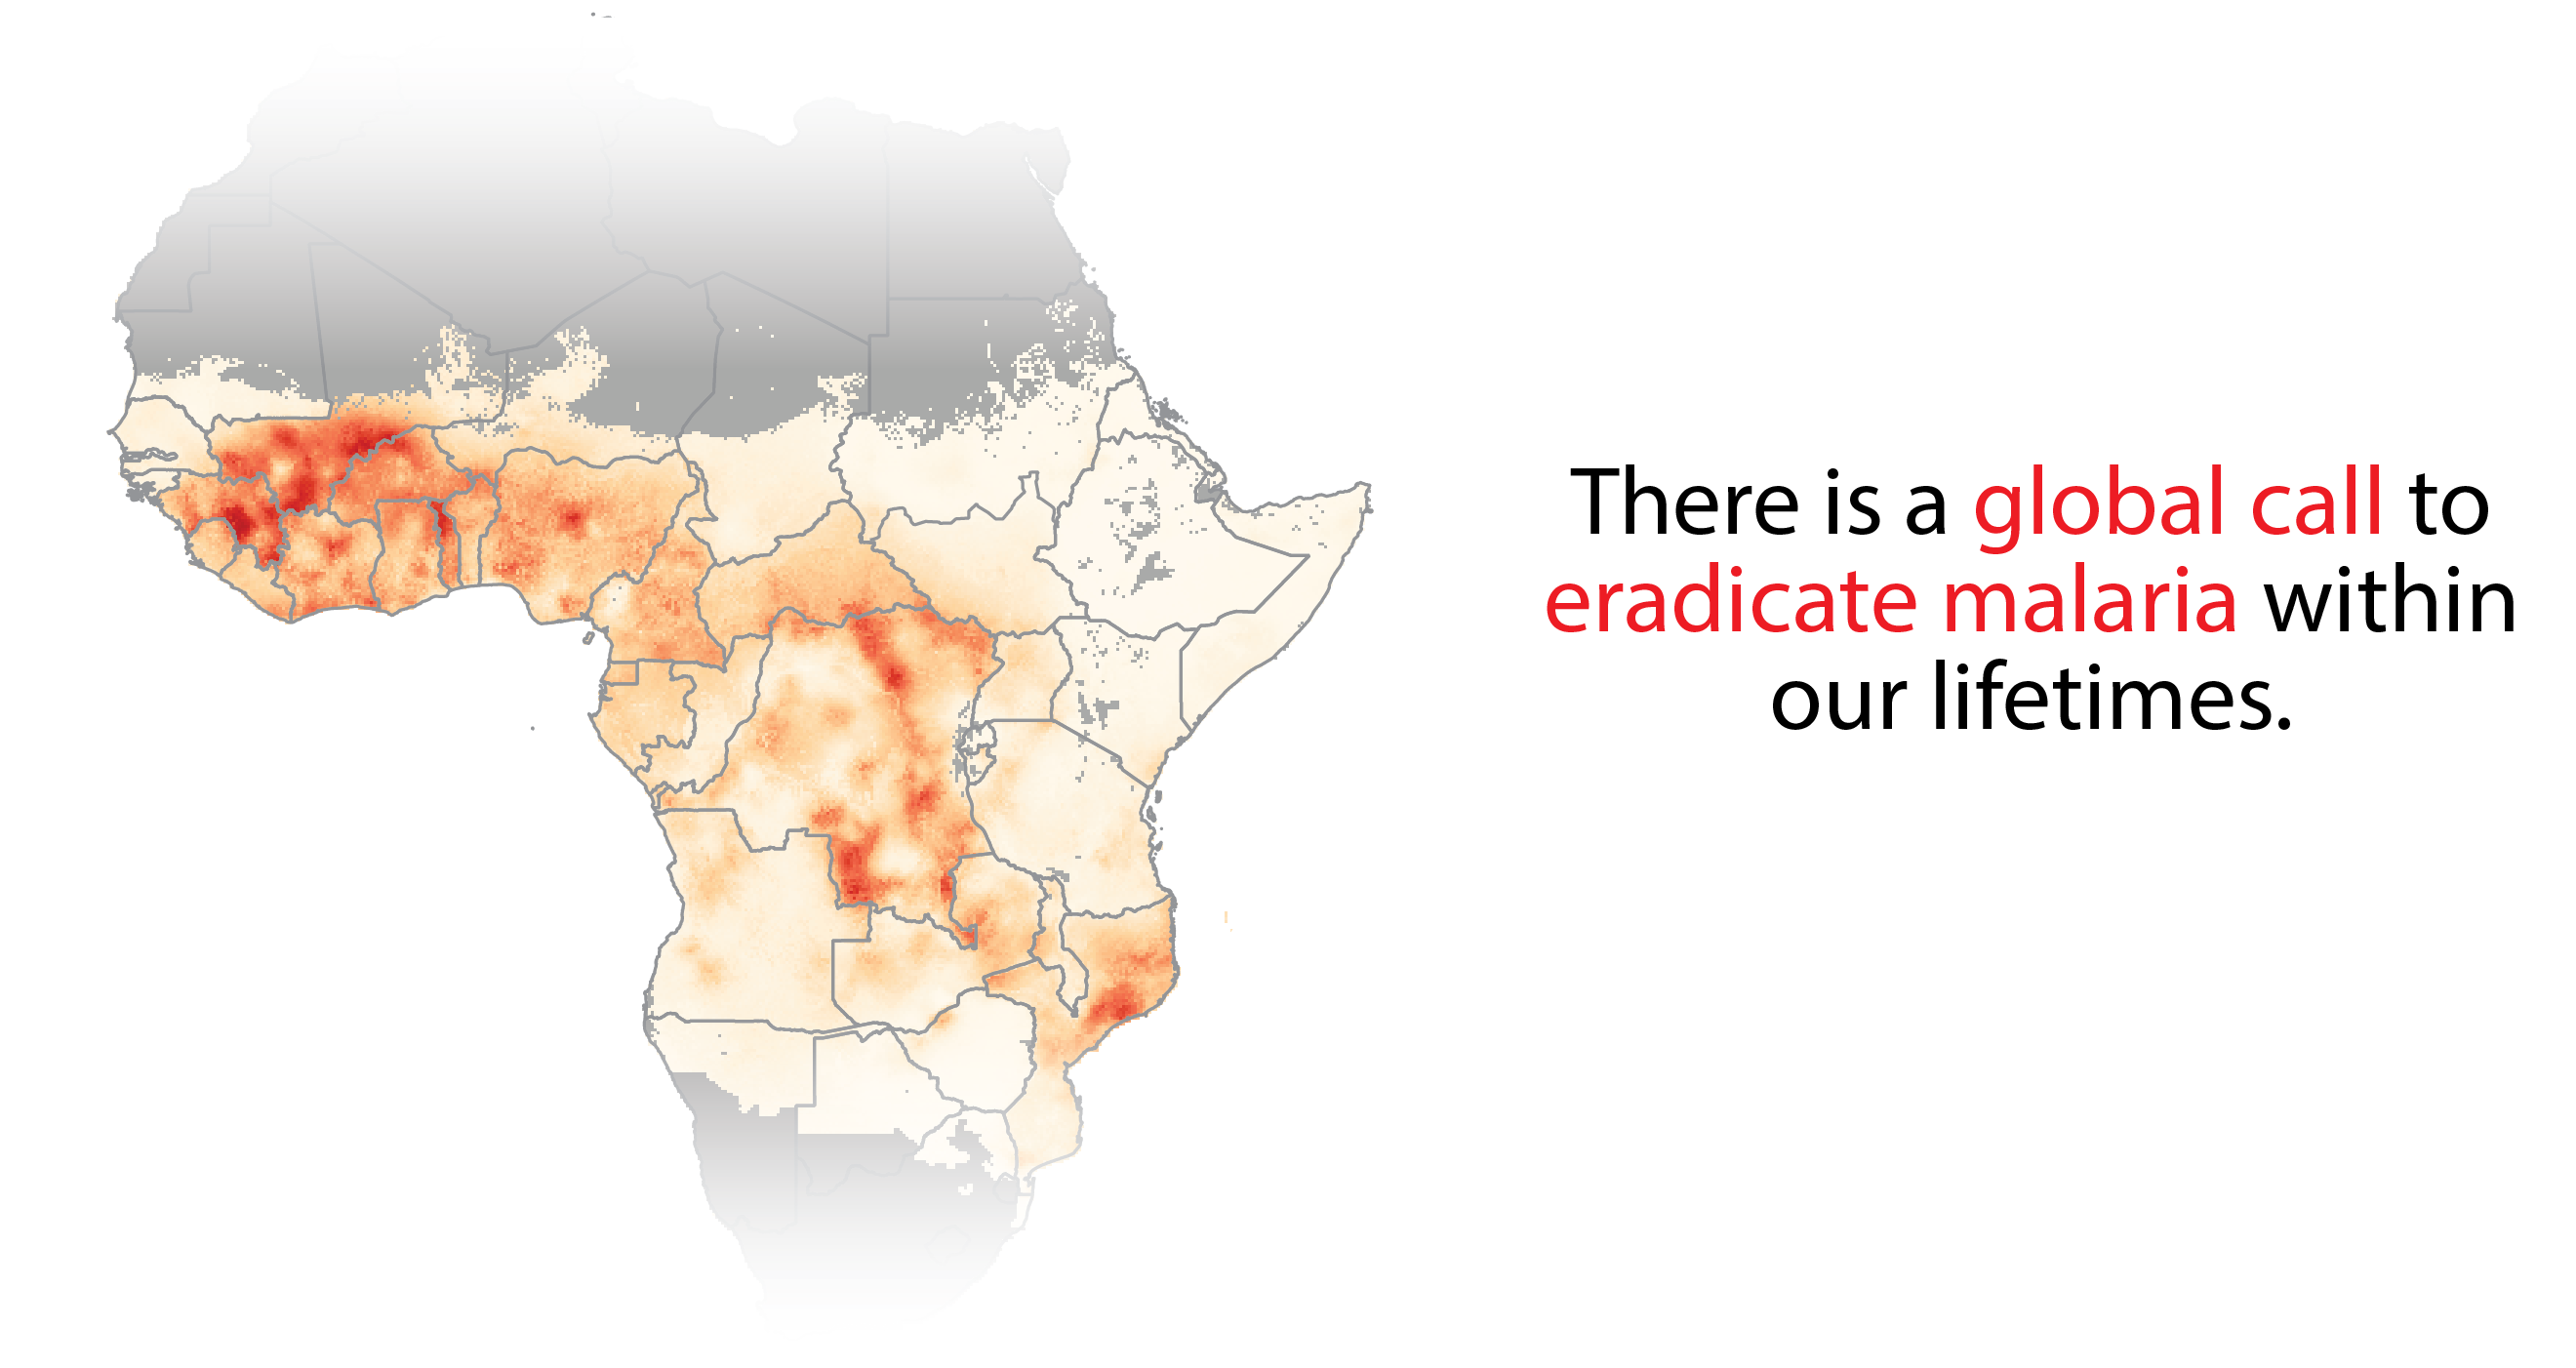 There is a global call to
eradicate malaria within
our lifetimes.